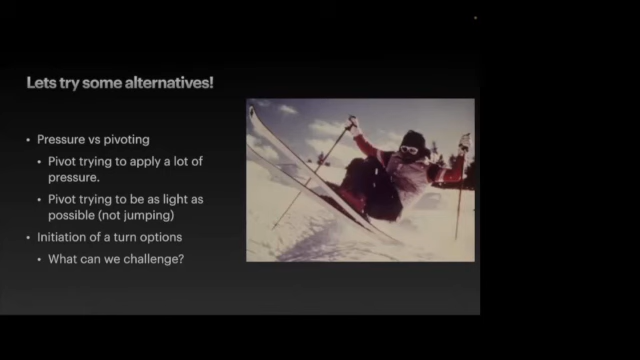 Lets try some alternatives!
• Pressure vs pivoting
• Pivot trying to apply a lot of
pressure.
• Pivot trying to be as light as
possible (not jumping)
• Initiation of a turn options
• What can we challenge?